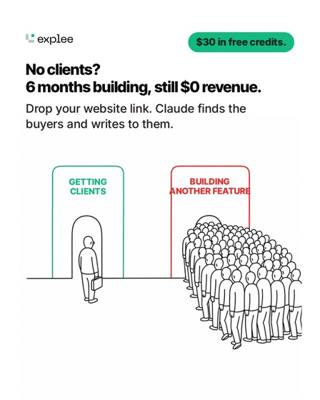 explee
$30 in free credits.
No clients?
6 months building, still $0 revenue.
Drop your website link. Claude finds the
buyers and writes to them.
GETTING
CLIENTS
BUILDING
ANOTHER FEATURE